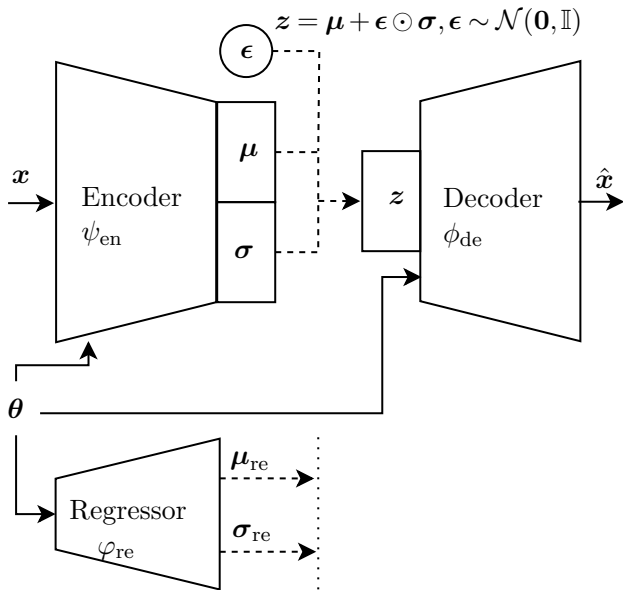 z = μ + ϵ ⊙ σ, ϵ ∼ 𝒩(0, 𝕀)
ϵ
x
Encoder
ψen
μ
σ
z
Decoder
ϕde
x̂
θ
Regressor
φre
μre
σre